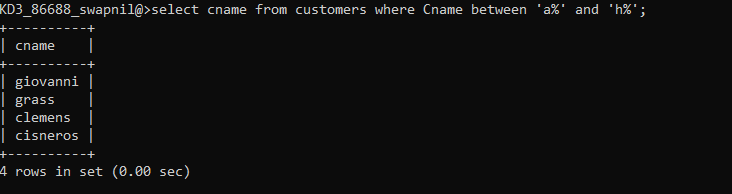 KD3_86688_swapnil@>select cname from customers where Cname between 'a%' and 'h%';
+----------+
| cname    |
+----------+
| giovanni |
| grass    |
| clemens  |
| cisneros |
+----------+
4 rows in set (0.00 sec)